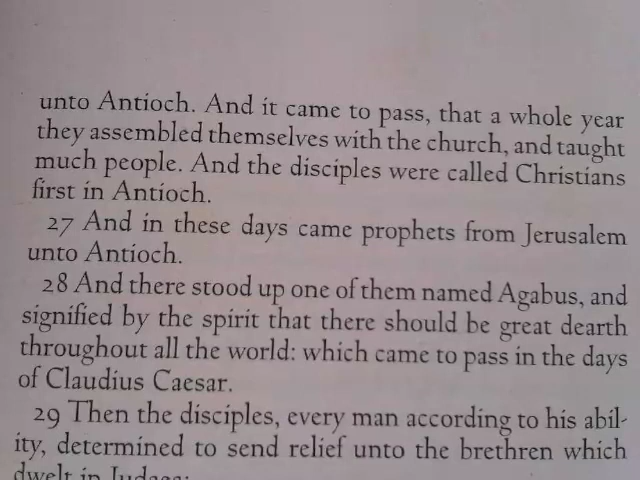 unto Antioch. And it came to pass, that a whole year
they assembled themselves with the church, and taught
much people. And the disciples were called Christians
first in Antioch.
27 And in these days came prophets from Jerusalem
unto Antioch.
28 And there stood up one of them named Agabus, and
signified by the spirit that there should be great dearth
throughout all the world: which came to pass in the days
of Claudius Caesar.
29 Then the disciples, every man according to his abil-
ity, determined to send relief unto the brethren which
dwelt in Judaea: